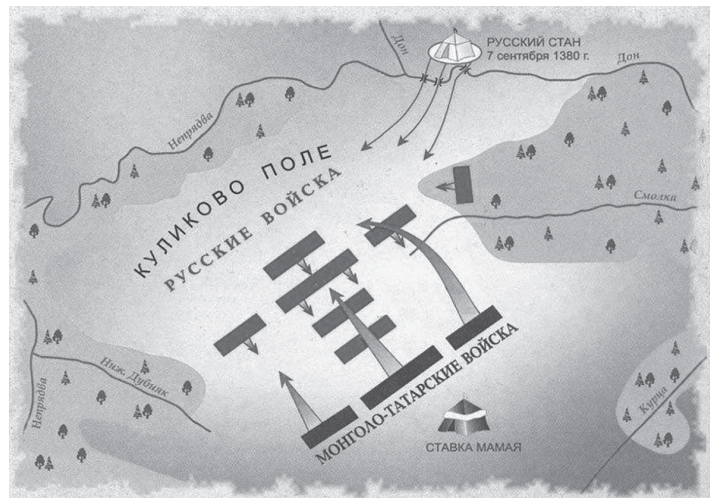 РУССКИЙ СТАН
7 сентября 1380 г.
Дон
Дон
Непрядва
КУЛИКОВО ПОЛЕ
РУССКИЕ ВОЙСКА
Смолка
Ниж. Дубняк
Непрядва
МОНГОЛО-ТАТАРСКИЕ ВОЙСКА
Курца
СТАВКА МАМАЯ